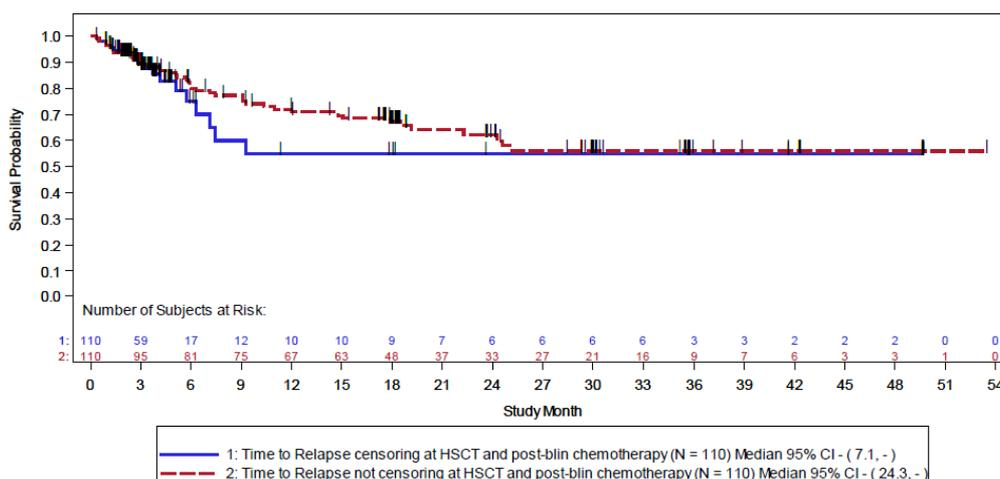 Survival Probability
1.0
0.9
0.8
0.7
0.6
0.5
0.4
0.3
0.2
0.1
0.0
Number of Subjects at Risk:
1: 110 59 17 12 10 10 9 7 6 6 6 6 3 3 2 2 2 0 0
2: 110 95 81 75 67 63 48 37 33 27 21 16 9 7 6 3 3 1 0
0 3 6 9 12 15 18 21 24 27 30 33 36 39 42 45 48 51 54
Study Month
1: Time to Relapse censoring at HSCT and post-blin chemotherapy (N = 110) Median 95% CI - ( 7.1, - )
2: Time to Relapse not censoring at HSCT and post-blin chemotherapy (N = 110) Median 95% CI - ( 24.3, - )